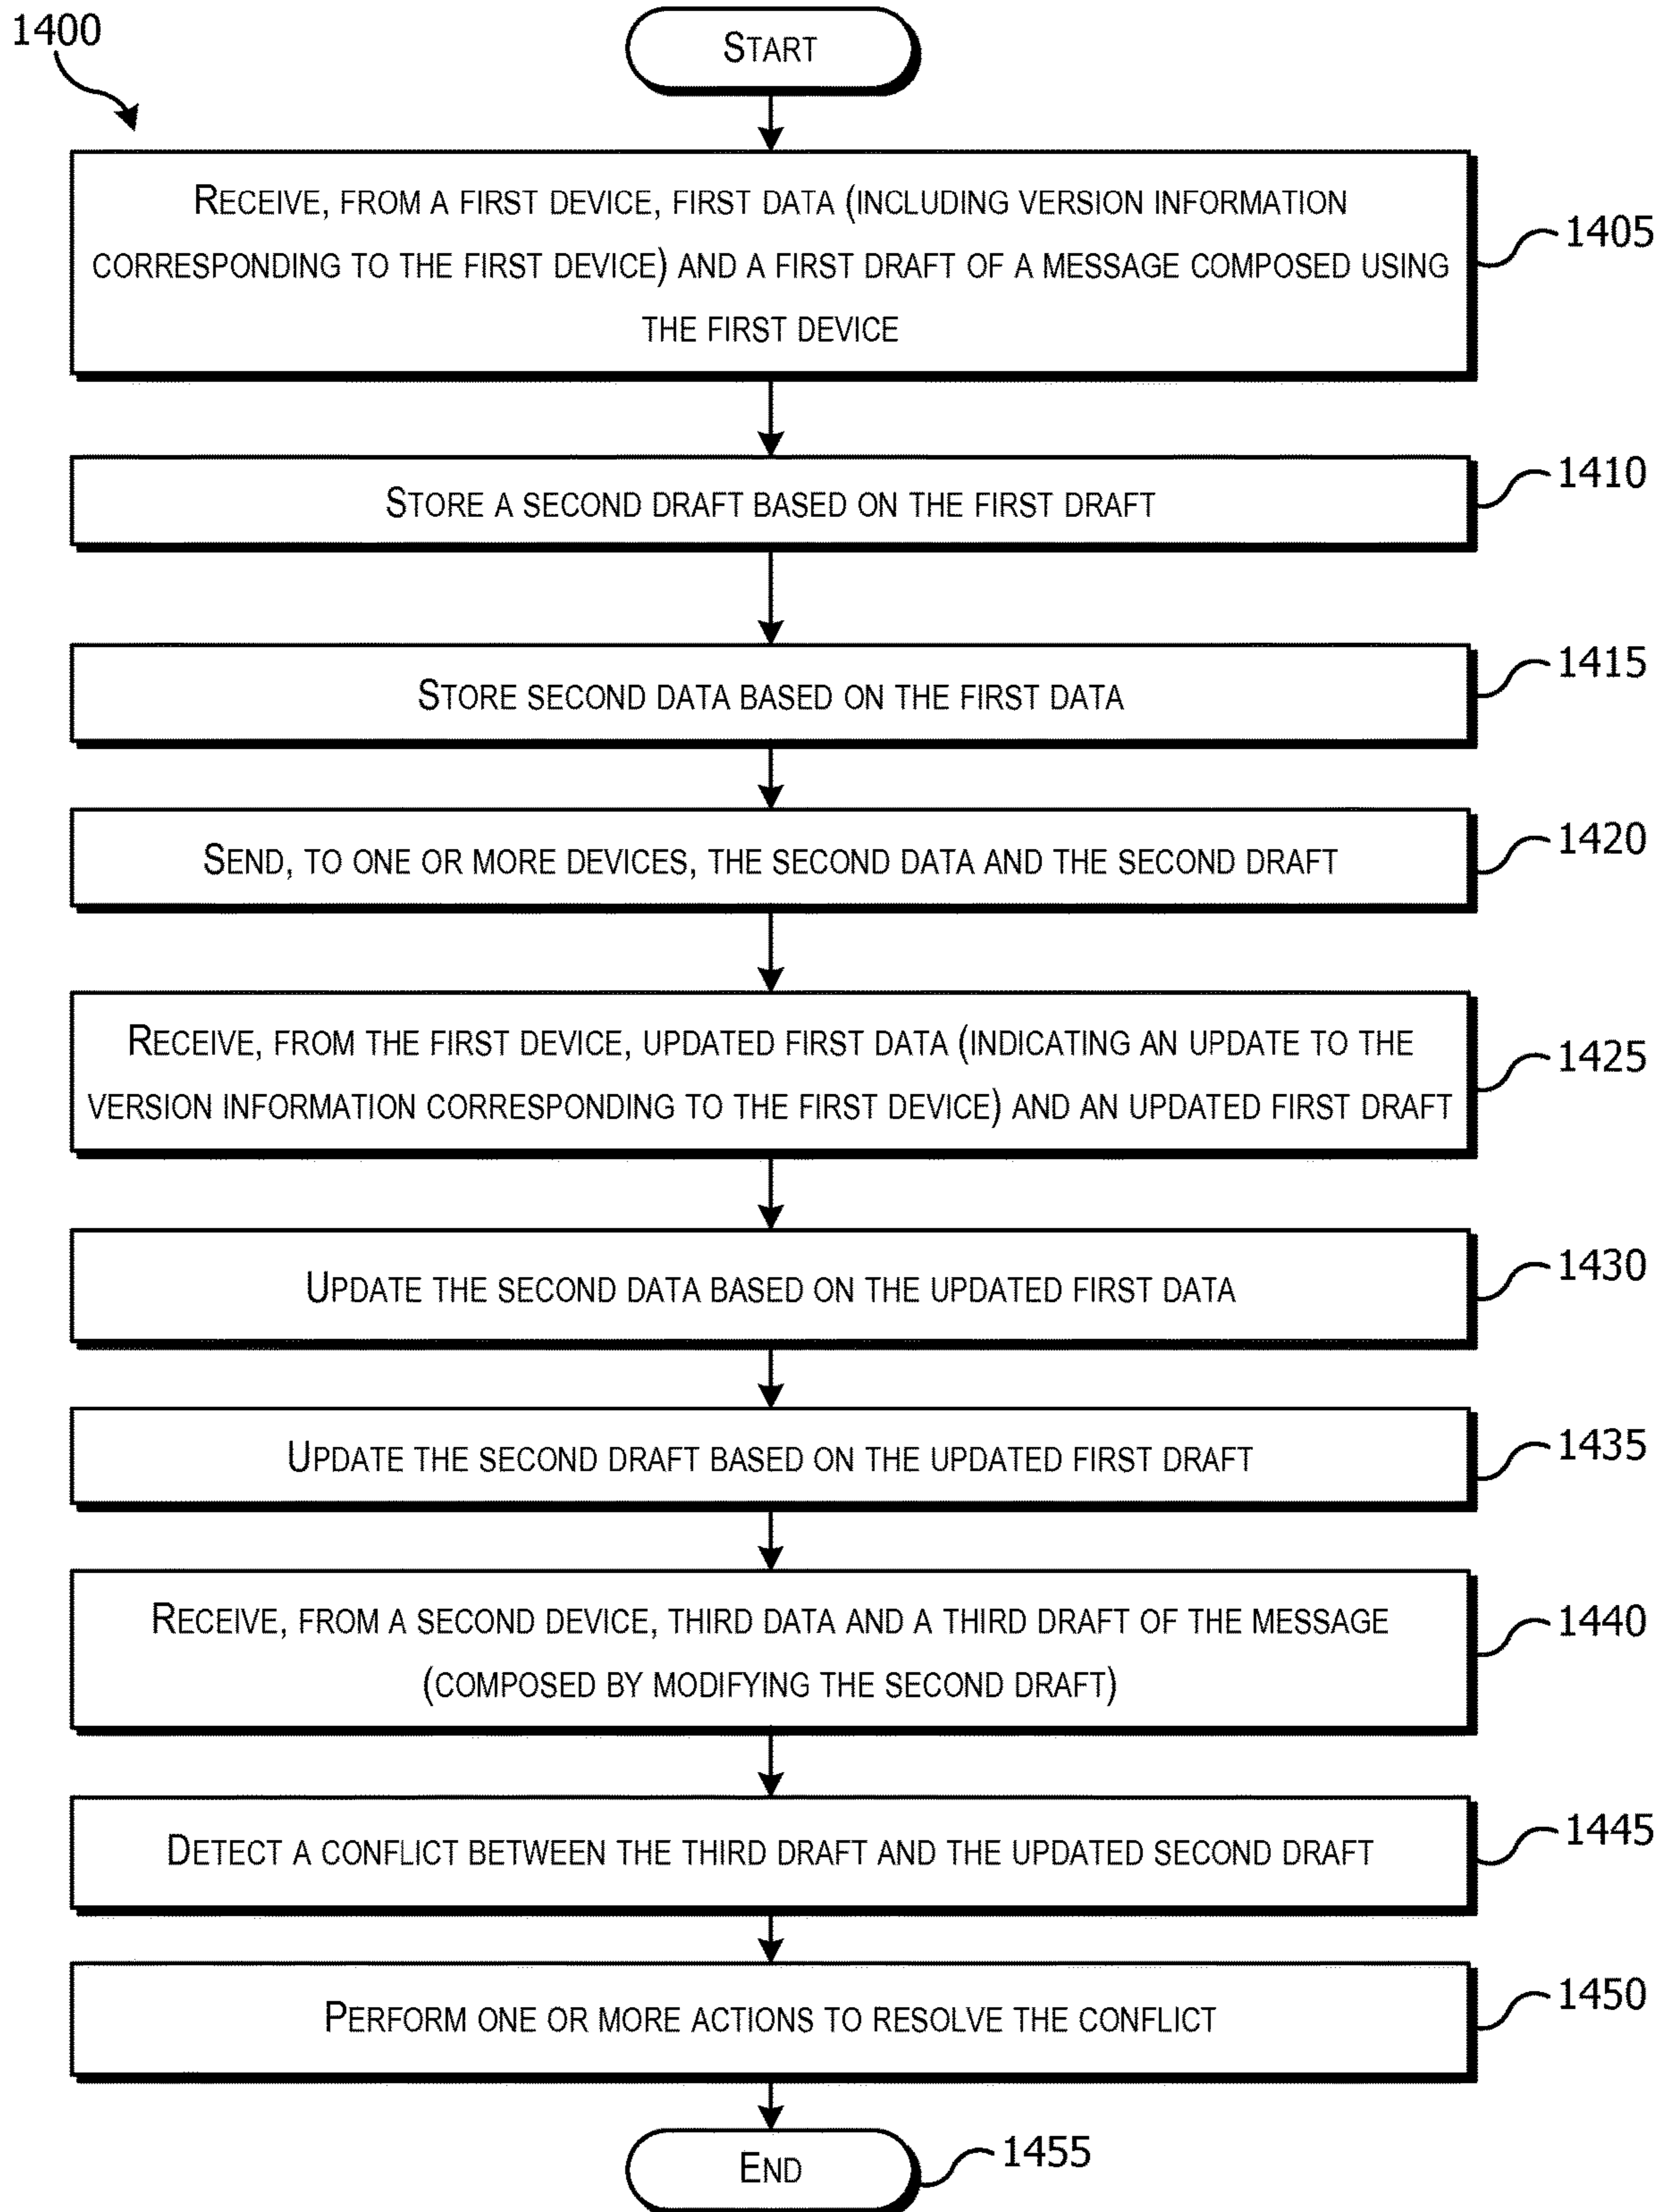 1400
START
RECEIVE, FROM A FIRST DEVICE, FIRST DATA (INCLUDING VERSION INFORMATION
CORRESPONDING TO THE FIRST DEVICE) AND A FIRST DRAFT OF A MESSAGE COMPOSED USING
THE FIRST DEVICE
1405
STORE A SECOND DRAFT BASED ON THE FIRST DRAFT
1410
STORE SECOND DATA BASED ON THE FIRST DATA
1415
SEND, TO ONE OR MORE DEVICES, THE SECOND DATA AND THE SECOND DRAFT
1420
RECEIVE, FROM THE FIRST DEVICE, UPDATED FIRST DATA (INDICATING AN UPDATE TO THE
VERSION INFORMATION CORRESPONDING TO THE FIRST DEVICE) AND AN UPDATED FIRST DRAFT
1425
UPDATE THE SECOND DATA BASED ON THE UPDATED FIRST DATA
1430
UPDATE THE SECOND DRAFT BASED ON THE UPDATED FIRST DRAFT
1435
RECEIVE, FROM A SECOND DEVICE, THIRD DATA AND A THIRD DRAFT OF THE MESSAGE
(COMPOSED BY MODIFYING THE SECOND DRAFT)
1440
DETECT A CONFLICT BETWEEN THE THIRD DRAFT AND THE UPDATED SECOND DRAFT
1445
PERFORM ONE OR MORE ACTIONS TO RESOLVE THE CONFLICT
1450
END
1455